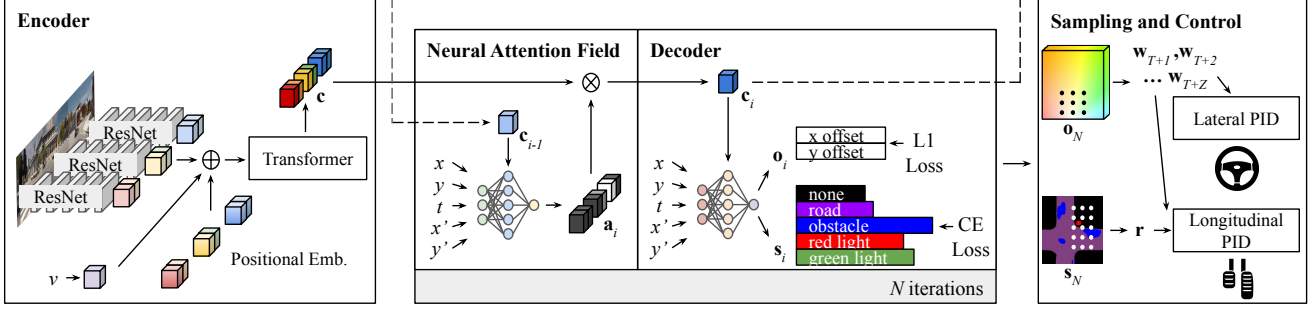 Encoder
ResNet
ResNet
ResNet
c
Transformer
Positional Emb.
v
Neural Attention Field
c_{i-1}
x
y
t
x'
y'
a_i
Decoder
c_i
x
y
t
x'
y'
o_i
s_i
x offset
y offset
L1
Loss
none
road
obstacle
red light
green light
CE
Loss
N iterations
Sampling and Control
w_{T+1}, w_{T+2}
... w_{T+Z}
o_N
Lateral PID
s_N
r
Longitudinal
PID